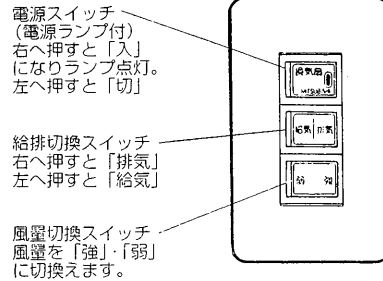 電源スイッチ
(電源ランプ付)
右へ押すと「入」
になりランプ点灯。
左へ押すと「切」
換気扇
MITSUBISHI
給排切換スイッチ
右へ押すと「排気」
左へ押すと「給気」
給気 排気
風量切換スイッチ
風量を「強」・「弱」
に切換えます。
弱 強